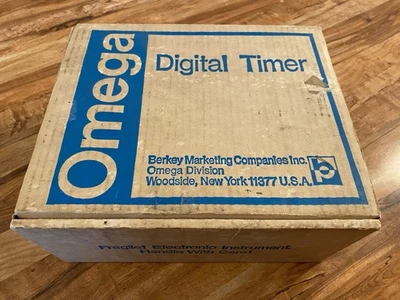 Omega
Digital Timer
Berkey Marketing Companies Inc.
Omega Division
Woodside, New York 11377 U.S.A.
Fragile! Electronic Instrument
Handle With Care!